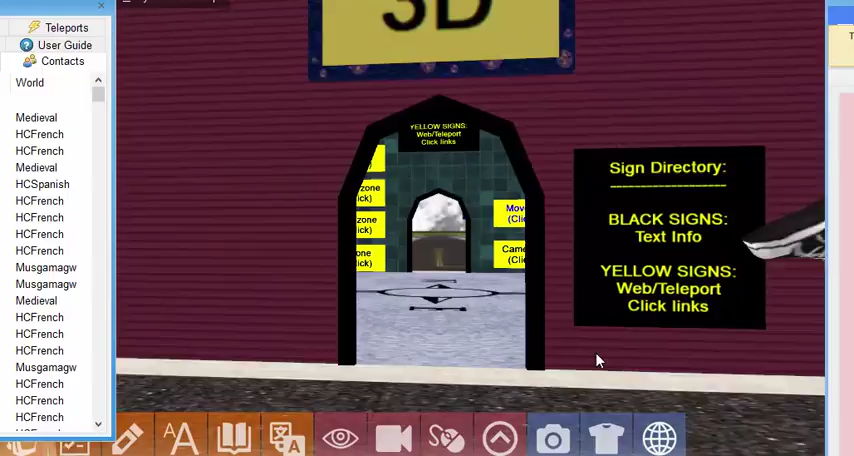 Teleports
User Guide
Contacts
World
Medieval
HCFrench
HCFrench
Medieval
HCSpanish
HCFrench
HCFrench
HCFrench
HCFrench
Musgamagw
Musgamagw
Medieval
HCFrench
HCFrench
HCFrench
Musgamagw
HCFrench
HCFrench
HCFrench
3D
YELLOW SIGNS:
Web/Teleport
Click links
Sign Directory:
--------------------
BLACK SIGNS:
Text Info
YELLOW SIGNS:
Web/Teleport
Click links